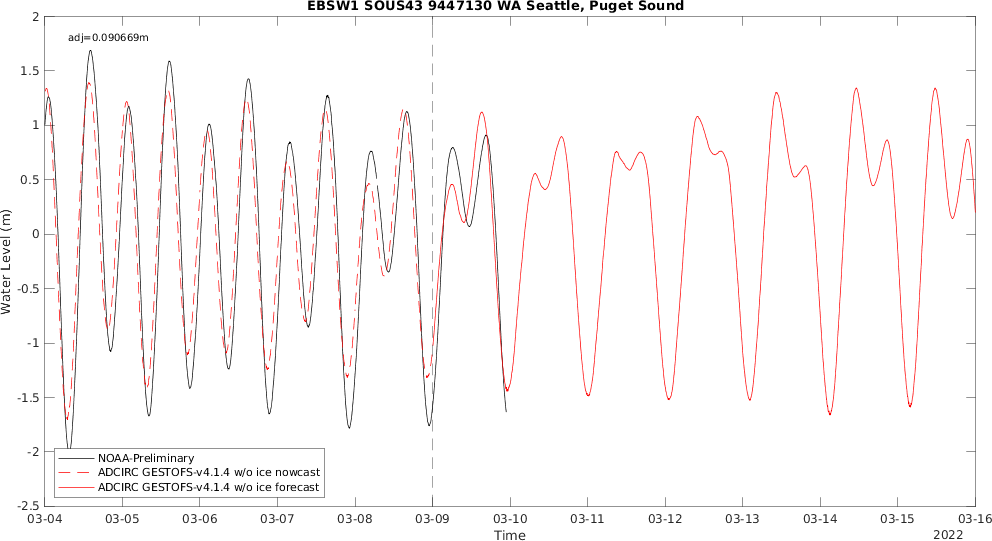 EBSW1 SOUS43 9447130 WA Seattle, Puget Sound
adj=0.090669m
2
1.5
1
0.5
0
-0.5
-1
-1.5
-2
-2.5
Water Level (m)
NOAA-Preliminary
ADCIRC GESTOFS-v4.1.4 w/o ice nowcast
ADCIRC GESTOFS-v4.1.4 w/o ice forecast
03-04 03-05 03-06 03-07 03-08 03-09 03-10 03-11 03-12 03-13 03-14 03-15 03-16
Time
2022